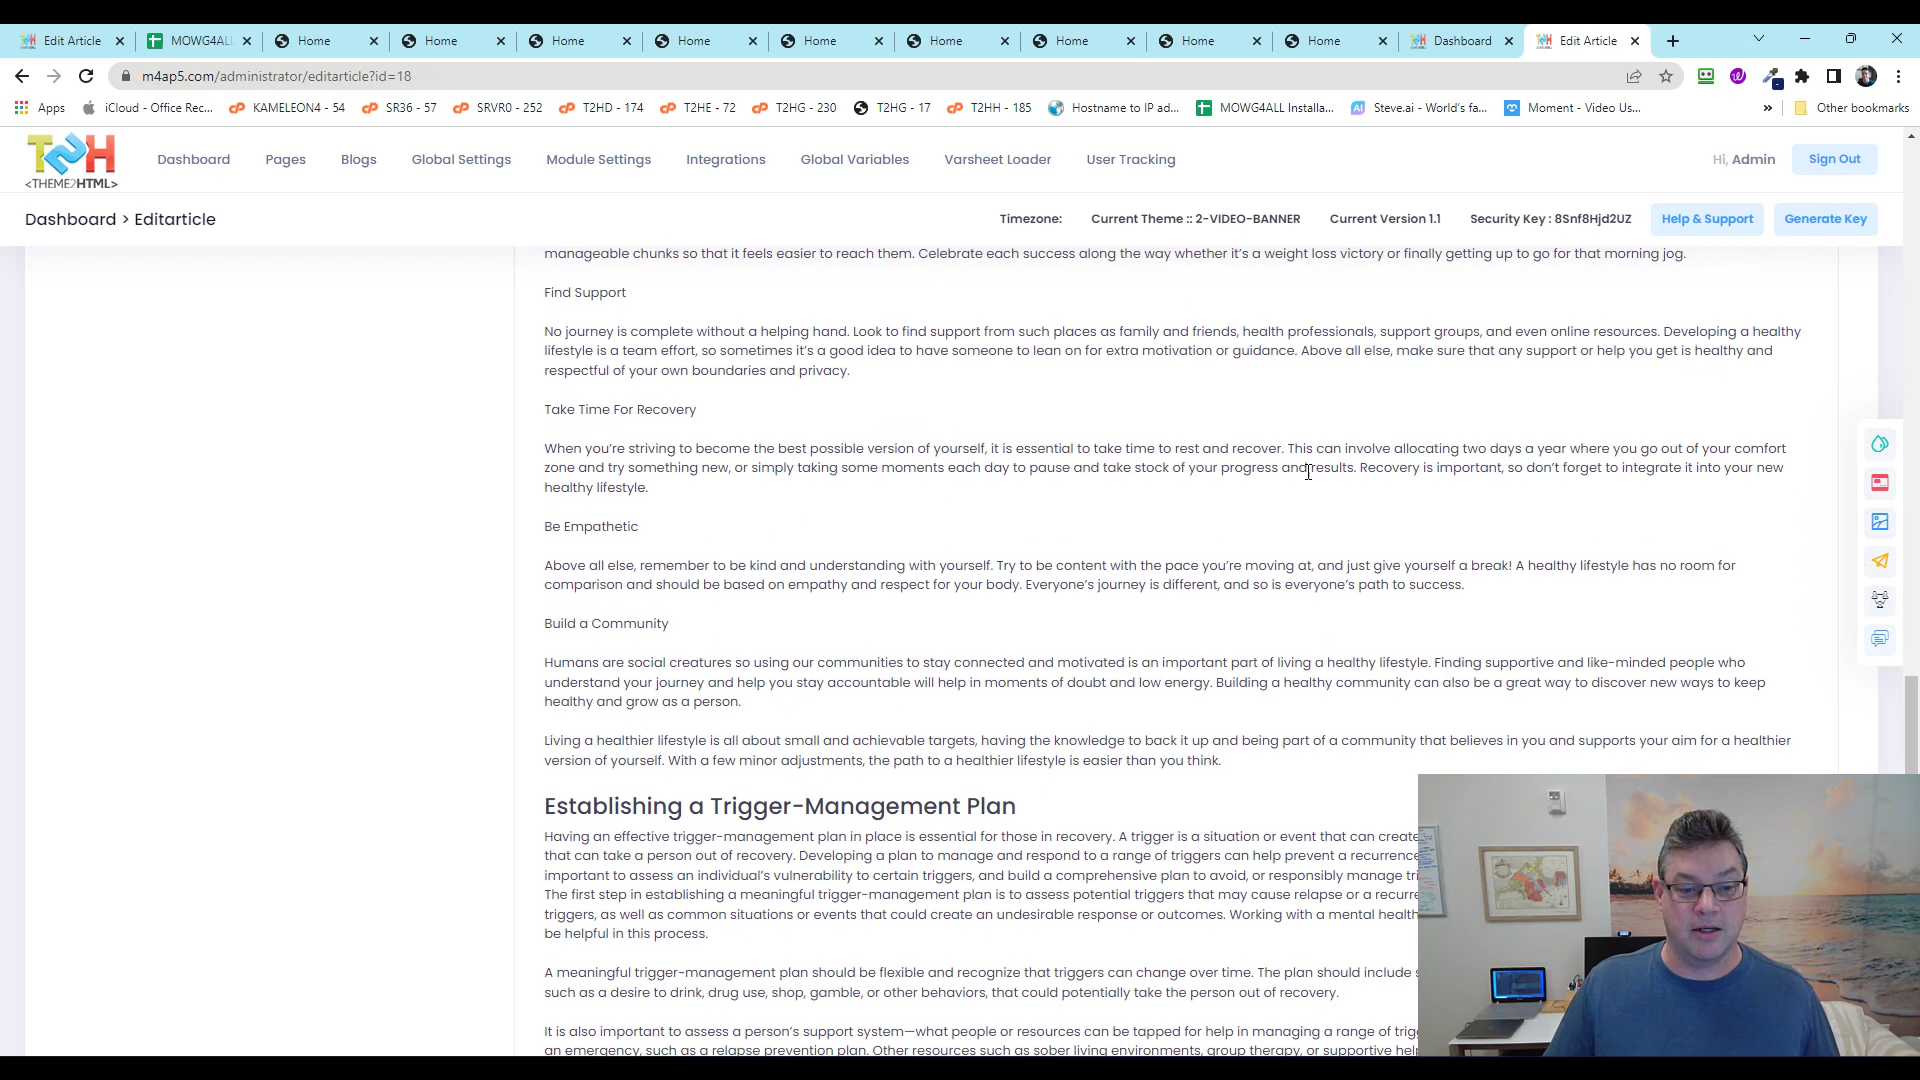 Edit Article
MOWG4ALL
Home
Home
Home
Home
Home
Home
Home
Home
Home
Dashboard
Edit Article
m4ap5.com/administrator/editarticle?id=18
Apps
iCloud - Office Rec...
KAMELEON4 - 54
SR36 - 57
SRVR0 - 252
T2HD - 174
T2HE - 72
T2HG - 230
T2HG - 17
T2HH - 185
Hostname to IP ad...
MOWG4ALL Installa...
Steve.ai - World's fa...
Moment - Video Us...
»
Other bookmarks
T2H
<THEME2HTML>
Dashboard
Pages
Blogs
Global Settings
Module Settings
Integrations
Global Variables
Varsheet Loader
User Tracking
Hi, Admin
Sign Out
Dashboard > Editarticle
Timezone:
Current Theme :: 2-VIDEO-BANNER
Current Version 1.1
Security Key : 8Snf8Hjd2UZ
Help & Support
Generate Key
manageable chunks so that it feels easier to reach them. Celebrate each success along the way whether it's a weight loss victory or finally getting up to go for that morning jog.
Find Support
No journey is complete without a helping hand. Look to find support from such places as family and friends, health professionals, support groups, and even online resources. Developing a healthy
lifestyle is a team effort, so sometimes it's a good idea to have someone to lean on for extra motivation or guidance. Above all else, make sure that any support or help you get is healthy and
respectful of your own boundaries and privacy.
Take Time For Recovery
When you're striving to become the best possible version of yourself, it is essential to take time to rest and recover. This can involve allocating two days a year where you go out of your comfort
zone and try something new, or simply taking some moments each day to pause and take stock of your progress and results. Recovery is important, so don't forget to integrate it into your new
healthy lifestyle.
Be Empathetic
Above all else, remember to be kind and understanding with yourself. Try to be content with the pace you're moving at, and just give yourself a break! A healthy lifestyle has no room for
comparison and should be based on empathy and respect for your body. Everyone's journey is different, and so is everyone's path to success.
Build a Community
Humans are social creatures so using our communities to stay connected and motivated is an important part of living a healthy lifestyle. Finding supportive and like-minded people who
understand your journey and help you stay accountable will help in moments of doubt and low energy. Building a healthy community can also be a great way to discover new ways to keep
healthy and grow as a person.
Living a healthier lifestyle is all about small and achievable targets, having the knowledge to back it up and being part of a community that believes in you and supports your aim for a healthier
version of yourself. With a few minor adjustments, the path to a healthier lifestyle is easier than you think.
Establishing a Trigger-Management Plan
Having an effective trigger-management plan in place is essential for those in recovery. A trigger is a situation or event that can create
that can take a person out of recovery. Developing a plan to manage and respond to a range of triggers can help prevent a recurrence
important to assess an individual's vulnerability to certain triggers, and build a comprehensive plan to avoid, or responsibly manage tri
The first step in establishing a meaningful trigger-management plan is to assess potential triggers that may cause relapse or a recurre
triggers, as well as common situations or events that could create an undesirable response or outcomes. Working with a mental health
be helpful in this process.
A meaningful trigger-management plan should be flexible and recognize that triggers can change over time. The plan should include s
such as a desire to drink, drug use, shop, gamble, or other behaviors, that could potentially take the person out of recovery.
It is also important to assess a person's support system—what people or resources can be tapped for help in managing a range of trig
an emergency, such as a relapse prevention plan. Other resources such as sober living environments, group therapy, or supportive help